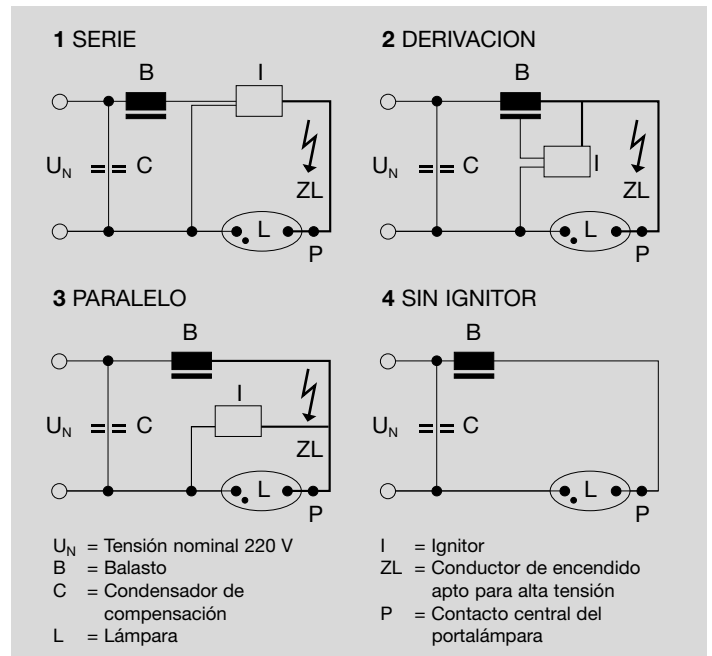 1 SERIE
B
I
U_N
C
ZL
L
P
2 DERIVACION
B
U_N
C
I
ZL
L
P
3 PARALELO
B
I
U_N
C
ZL
L
P
4 SIN IGNITOR
B
U_N
C
L
P
U_N = Tensión nominal 220 V
B = Balasto
C = Condensador de
compensación
L = Lámpara
I = Ignitor
ZL = Conductor de encendido
apto para alta tensión
P = Contacto central del
portalámpara